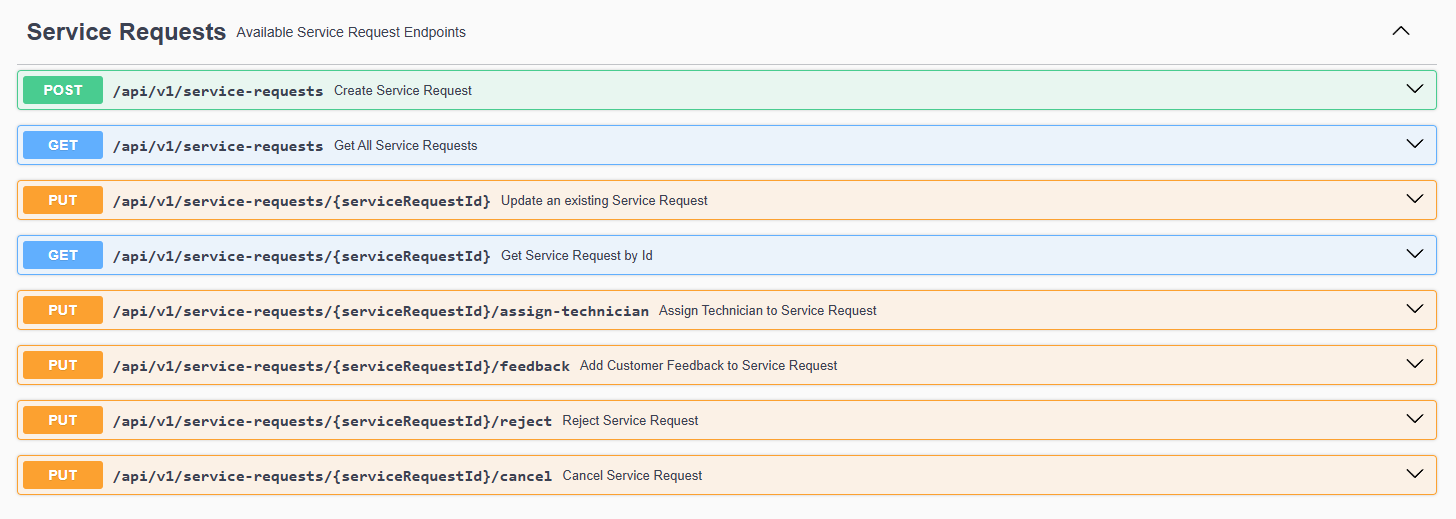 Service Requests Available Service Request Endpoints
POST /api/v1/service-requests Create Service Request
GET /api/v1/service-requests Get All Service Requests
PUT /api/v1/service-requests/{serviceRequestId} Update an existing Service Request
GET /api/v1/service-requests/{serviceRequestId} Get Service Request by Id
PUT /api/v1/service-requests/{serviceRequestId}/assign-technician Assign Technician to Service Request
PUT /api/v1/service-requests/{serviceRequestId}/feedback Add Customer Feedback to Service Request
PUT /api/v1/service-requests/{serviceRequestId}/reject Reject Service Request
PUT /api/v1/service-requests/{serviceRequestId}/cancel Cancel Service Request